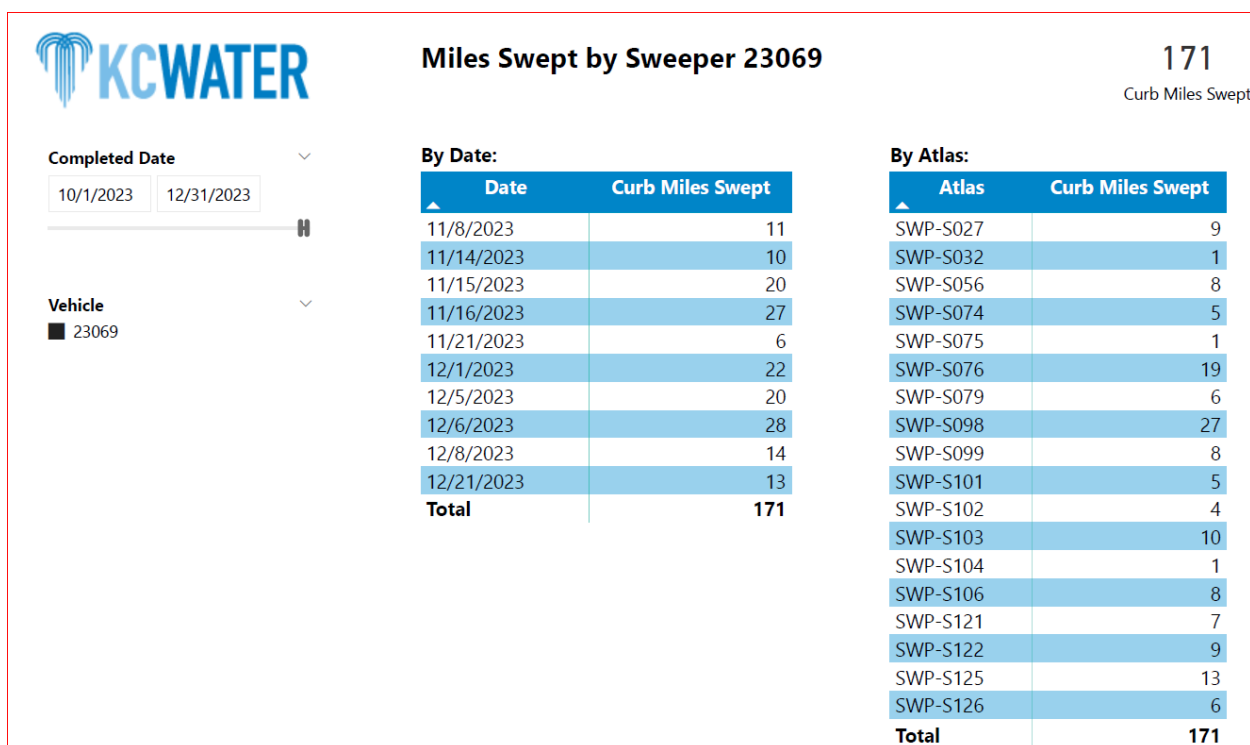 KCWATER
Miles Swept by Sweeper 23069
171
Curb Miles Swept
Completed Date
10/1/2023 12/31/2023
Vehicle
23069
By Date:
Date Curb Miles Swept
11/8/2023 11
11/14/2023 10
11/15/2023 20
11/16/2023 27
11/21/2023 6
12/1/2023 22
12/5/2023 20
12/6/2023 28
12/8/2023 14
12/21/2023 13
Total 171
By Atlas:
Atlas Curb Miles Swept
SWP-S027 9
SWP-S032 1
SWP-S056 8
SWP-S074 5
SWP-S075 1
SWP-S076 19
SWP-S079 6
SWP-S098 27
SWP-S099 8
SWP-S101 5
SWP-S102 4
SWP-S103 10
SWP-S104 1
SWP-S106 8
SWP-S121 7
SWP-S122 9
SWP-S125 13
SWP-S126 6
Total 171